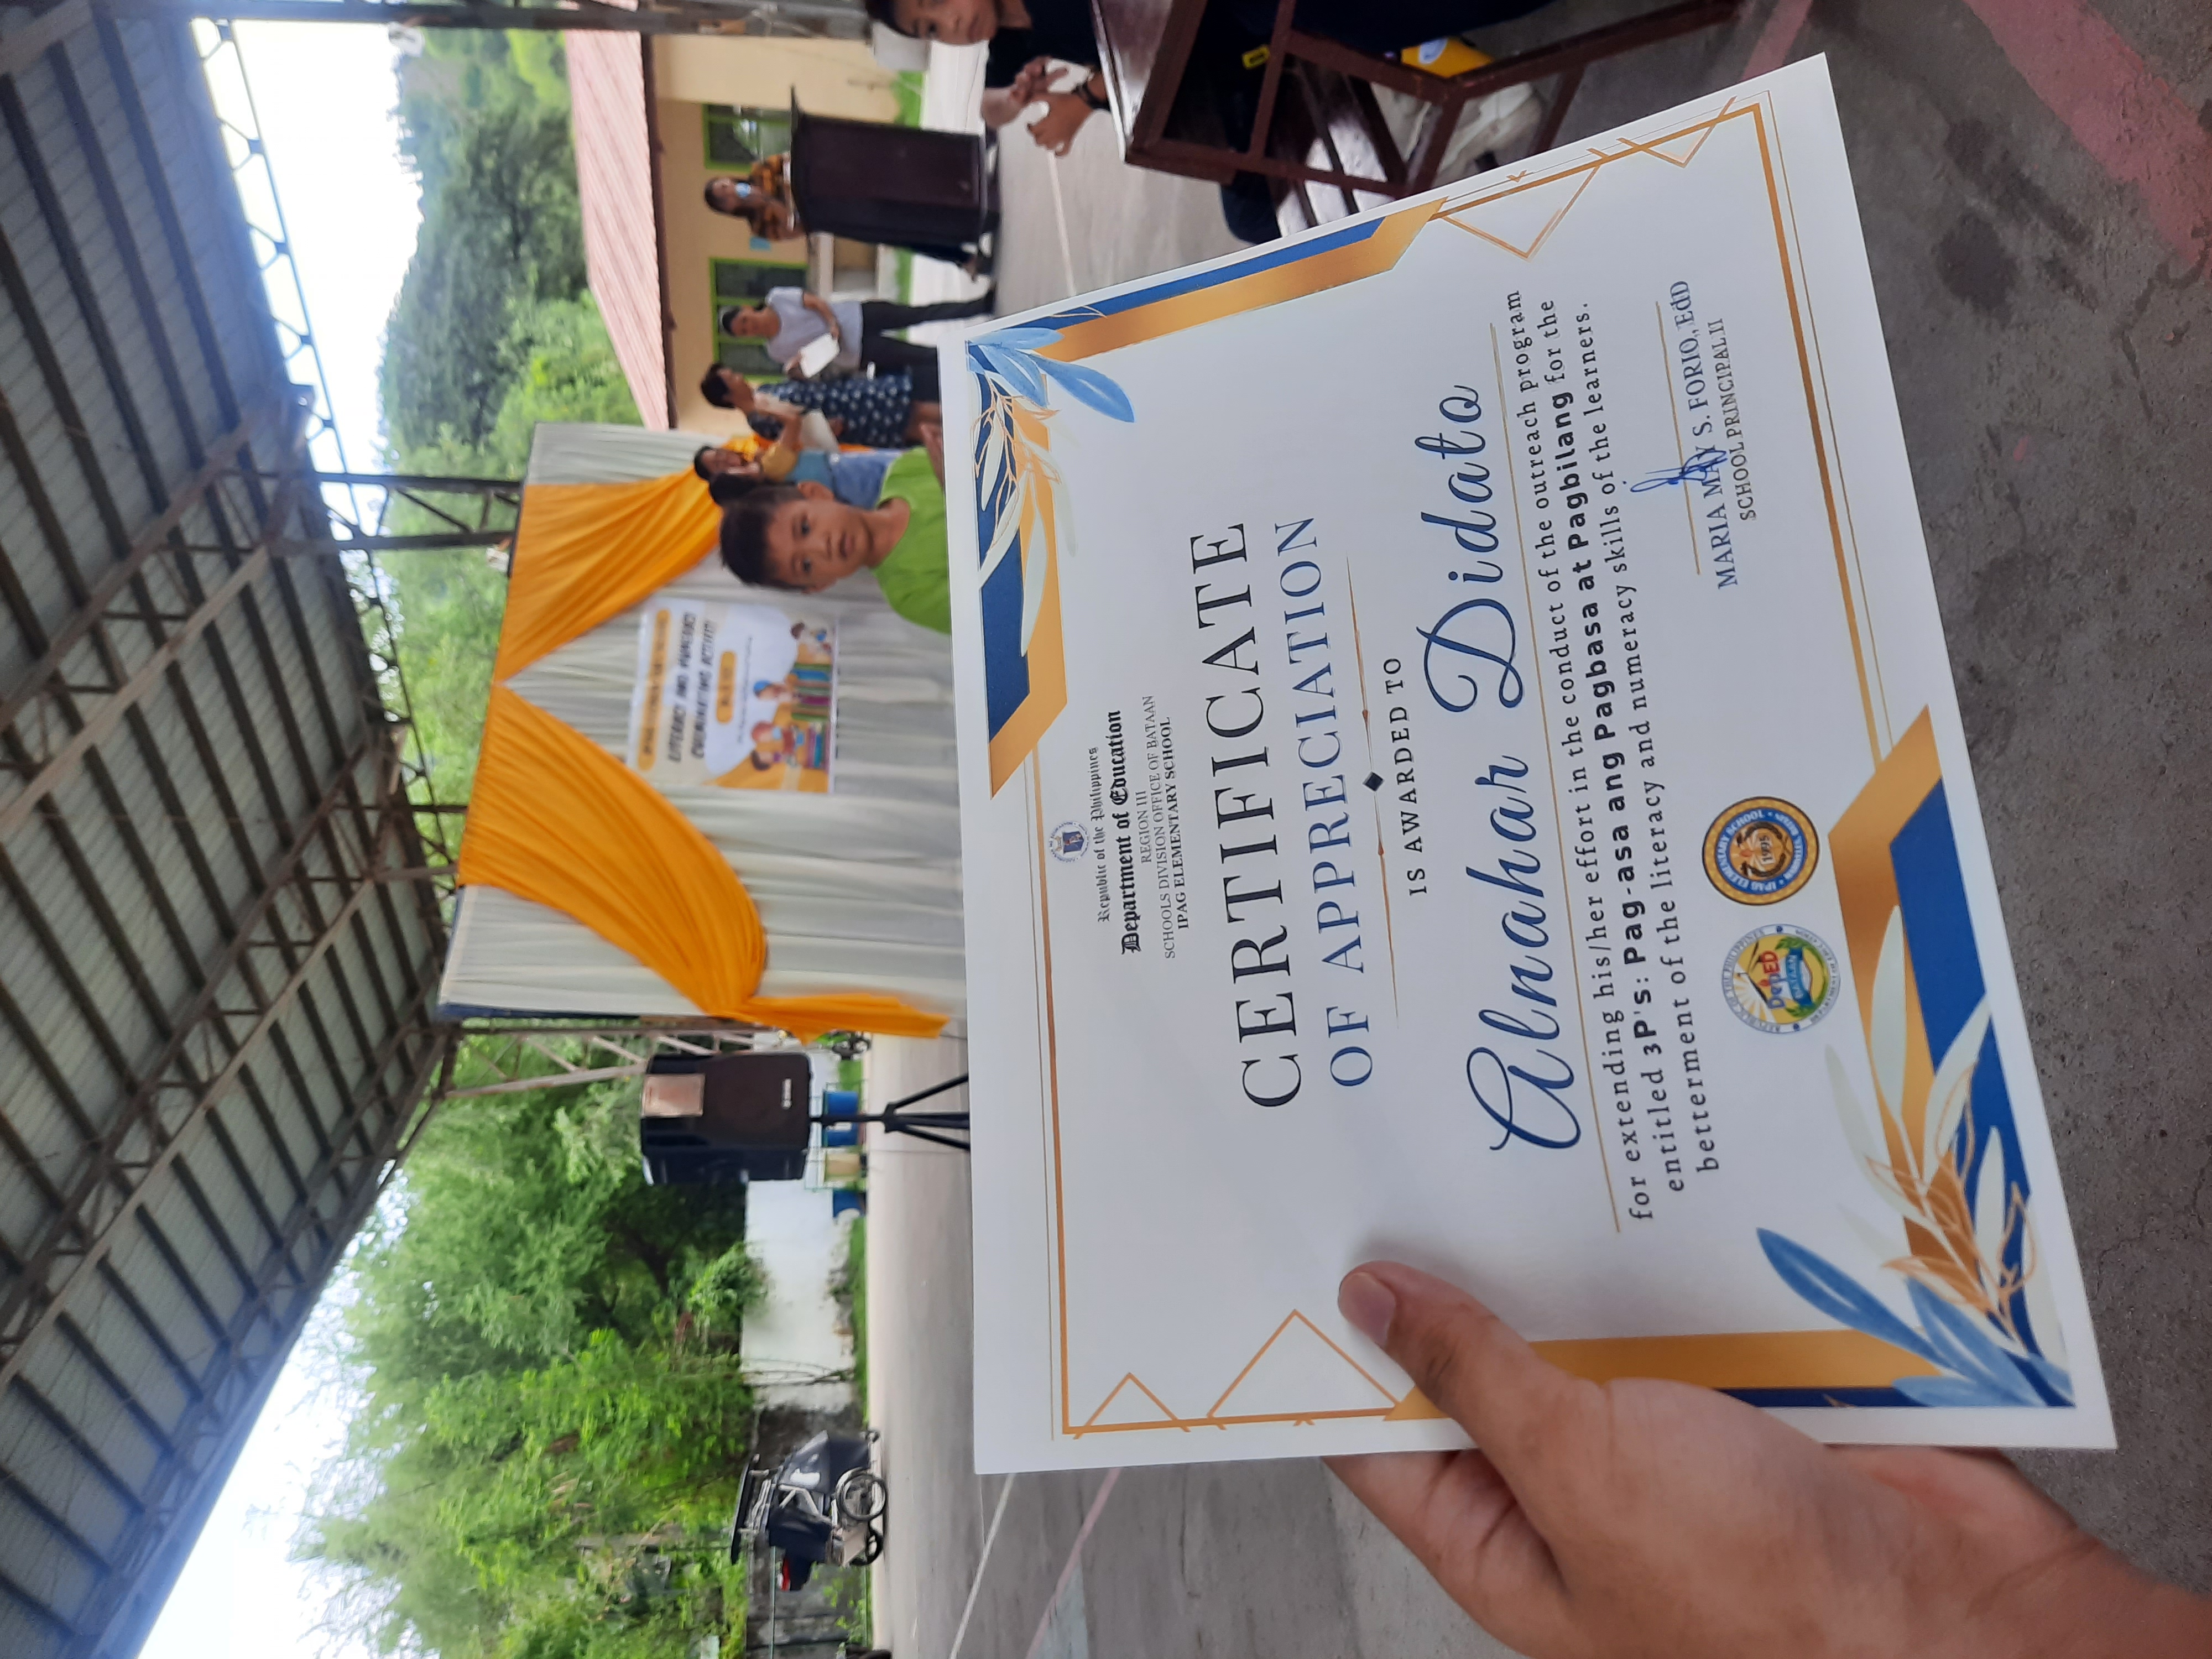 LITERACY AND NUMERACY
CULMINATING ACTIVITY
Republic of the Philippines
Department of Education
REGION III
SCHOOLS DIVISION OFFICE OF BATAAN
IPAG ELEMENTARY SCHOOL
CERTIFICATE
OF APPRECIATION
IS AWARDED TO
Alnahar Didato
for extending his/her effort in the conduct of the outreach program
entitled 3P's: Pag-asa ang Pagbasa at Pagbilang for the
betterment of the literacy and numeracy skills of the learners.
MARIA MAY S. FORIO, EdD
SCHOOL PRINCIPAL II
REPUBLIC OF THE PHILIPPINES
DepED
BATAAN
DEPARTMENT OF EDUCATION
IPAG ELEMENTARY SCHOOL
1995
MARIVELES, BATAAN